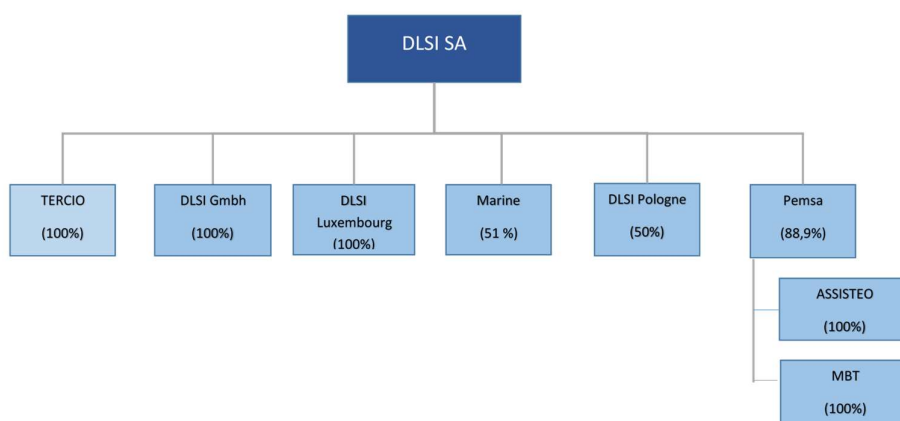 DLSI SA
TERCIO
(100%)
DLSI Gmbh
(100%)
DLSI
Luxembourg
(100%)
Marine
(51 %)
DLSI Pologne
(50%)
Pemsa
(88,9%)
ASSISTEO
(100%)
MBT
(100%)